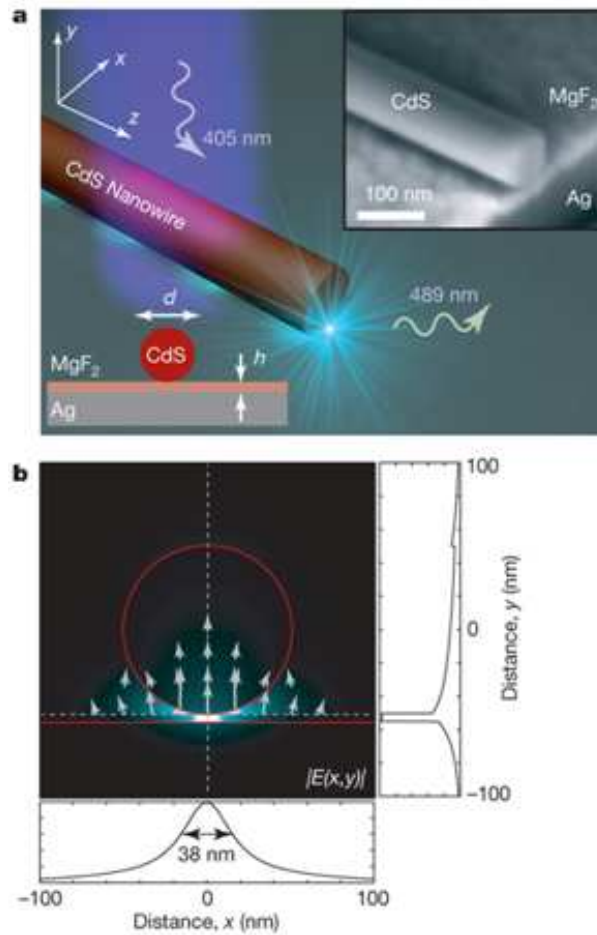 a
y
x
z
405 nm
CdS Nanowire
CdS
MgF₂
Ag
100 nm
489 nm
d
CdS
h
MgF₂
Ag
b
|E(x,y)|
100
0
−100
Distance, y (nm)
38 nm
−100
0
100
Distance, x (nm)